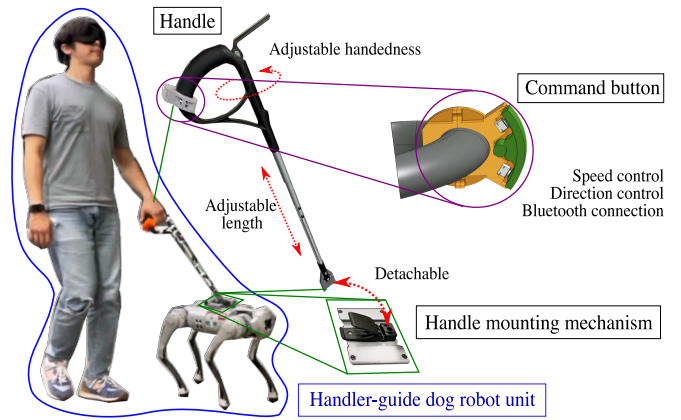 Handle
Adjustable handedness
Command button
Speed control
Direction control
Bluetooth connection
Adjustable
length
Detachable
Handle mounting mechanism
Handler-guide dog robot unit